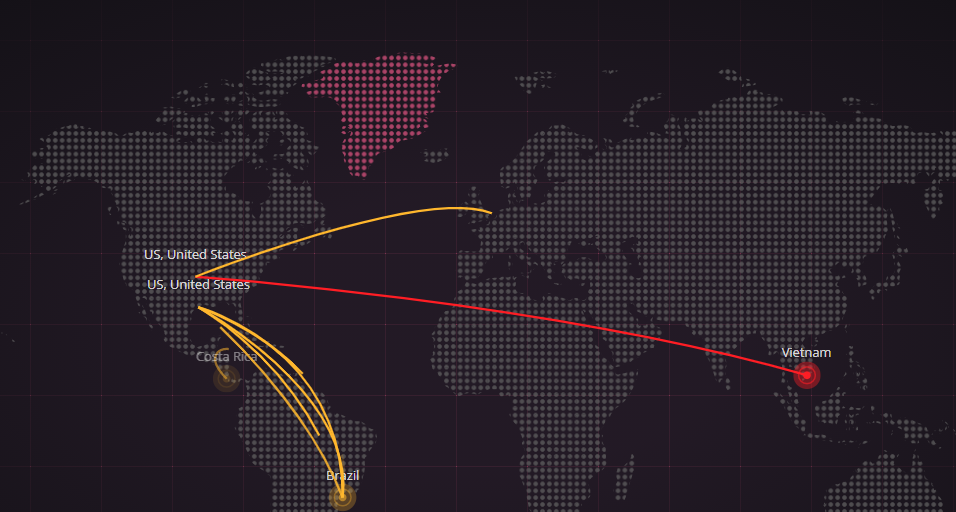 US, United States
US, United States
Vietnam
Costa Rica
Brazil